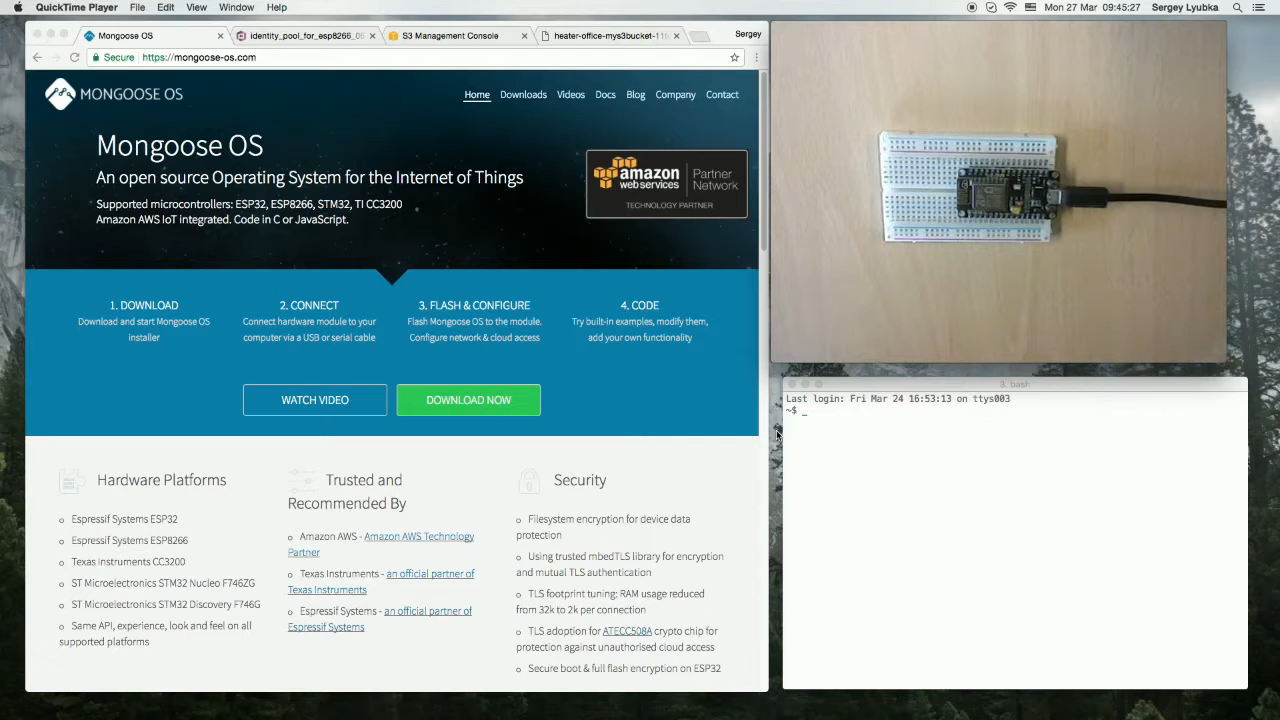 QuickTime Player File Edit View Window Help
Mon 27 Mar 09:45:27 Sergey Lyubka
Mongoose OS
identity_pool_for_esp8266_0
S3 Management Console
heater-office-mys3bucket-11
Sergey
Secure https://mongoose-os.com
MONGOOSE OS
Home Downloads Videos Docs Blog Company Contact
Mongoose OS
An open source Operating System for the Internet of Things
Supported microcontrollers: ESP32, ESP8266, STM32, TI CC3200
Amazon AWS IoT integrated. Code in C or JavaScript.
amazon
web services
Partner
Network
TECHNOLOGY PARTNER
1. DOWNLOAD
Download and start Mongoose OS
installer
2. CONNECT
Connect hardware module to your
computer via a USB or serial cable
3. FLASH & CONFIGURE
Flash Mongoose OS to the module.
Configure network & cloud access
4. CODE
Try built-in examples, modify them,
add your own functionality
WATCH VIDEO
DOWNLOAD NOW
Hardware Platforms
Espressif Systems ESP32
Espressif Systems ESP8266
Texas Instruments CC3200
ST Microelectronics STM32 Nucleo F746ZG
ST Microelectronics STM32 Discovery F746G
Same API, experience, look and feel on all
supported platforms
Trusted and
Recommended By
Amazon AWS - Amazon AWS Technology
Partner
Texas Instruments - an official partner of
Texas Instruments
Espressif Systems - an official partner of
Espressif Systems
Security
Filesystem encryption for device data
protection
Using trusted mbedTLS library for encryption
and mutual TLS authentication
TLS footprint tuning: RAM usage reduced
from 32k to 2k per connection
TLS adoption for ATECC508A crypto chip for
protection against unauthorised cloud access
Secure boot & full flash encryption on ESP32
3. bash
Last login: Fri Mar 24 16:53:13 on ttys003
~$ _